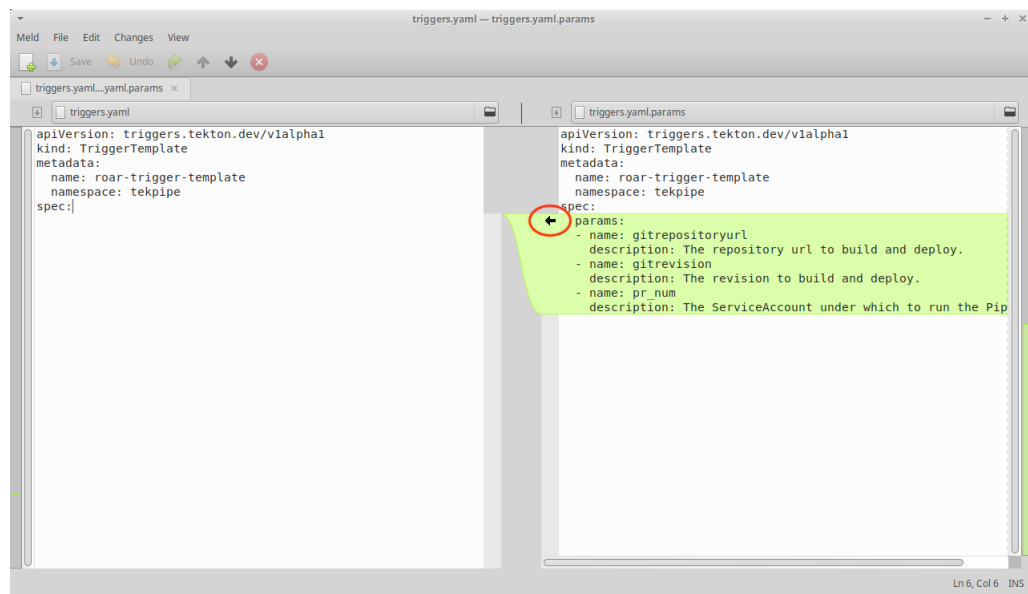 triggers.yaml — triggers.yaml.params
Meld File Edit Changes View
Save Undo
triggers.yaml....yaml.params
triggers.yaml
apiVersion: triggers.tekton.dev/v1alpha1
kind: TriggerTemplate
metadata:
  name: roar-trigger-template
  namespace: tekpipe
spec:
triggers.yaml.params
apiVersion: triggers.tekton.dev/v1alpha1
kind: TriggerTemplate
metadata:
  name: roar-trigger-template
  namespace: tekpipe
spec:
  params:
  - name: gitrepositoryurl
    description: The repository url to build and deploy.
  - name: gitrevision
    description: The revision to build and deploy.
  - name: pr_num
    description: The ServiceAccount under which to run the Pip
Ln 6, Col 6 INS